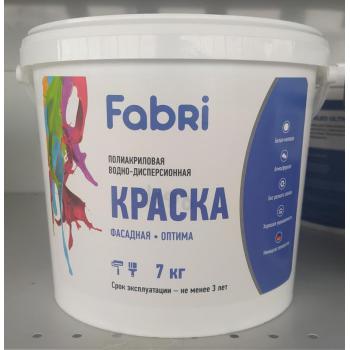 FaBRi
ПОЛИАКРИЛОВАЯ
ВОДНО-ДИСПЕРСИОННАЯ
КРАСКА
ФАСАДНАЯ • ОПТИМА
7 кг
Срок эксплуатации – не менее 3 лет